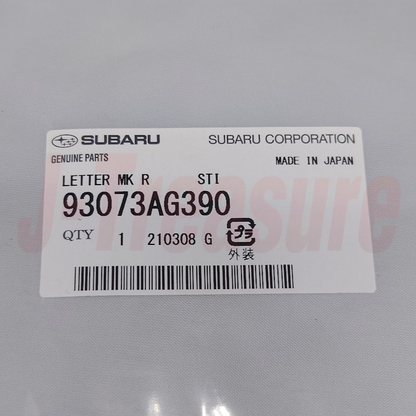 SUBARU SUBARU CORPORATION
GENUINE PARTS MADE IN JAPAN
LETTER MK R STI
93073AG390
QTY 1 210308 G プラ
外装
J-Treasure